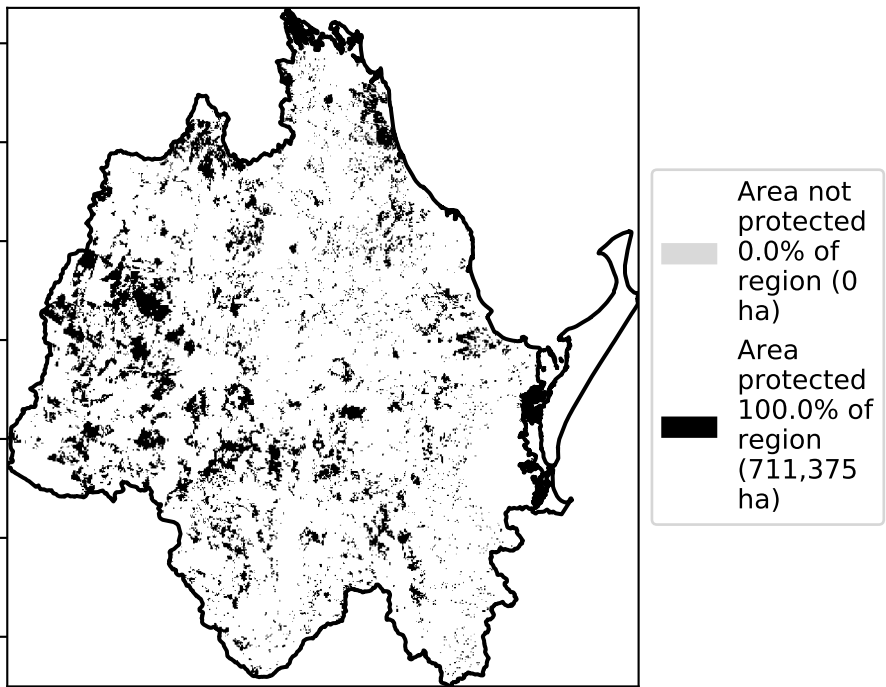 Area not
protected
0.0% of
region (0
ha)
Area
protected
100.0% of
region
(711,375
ha)